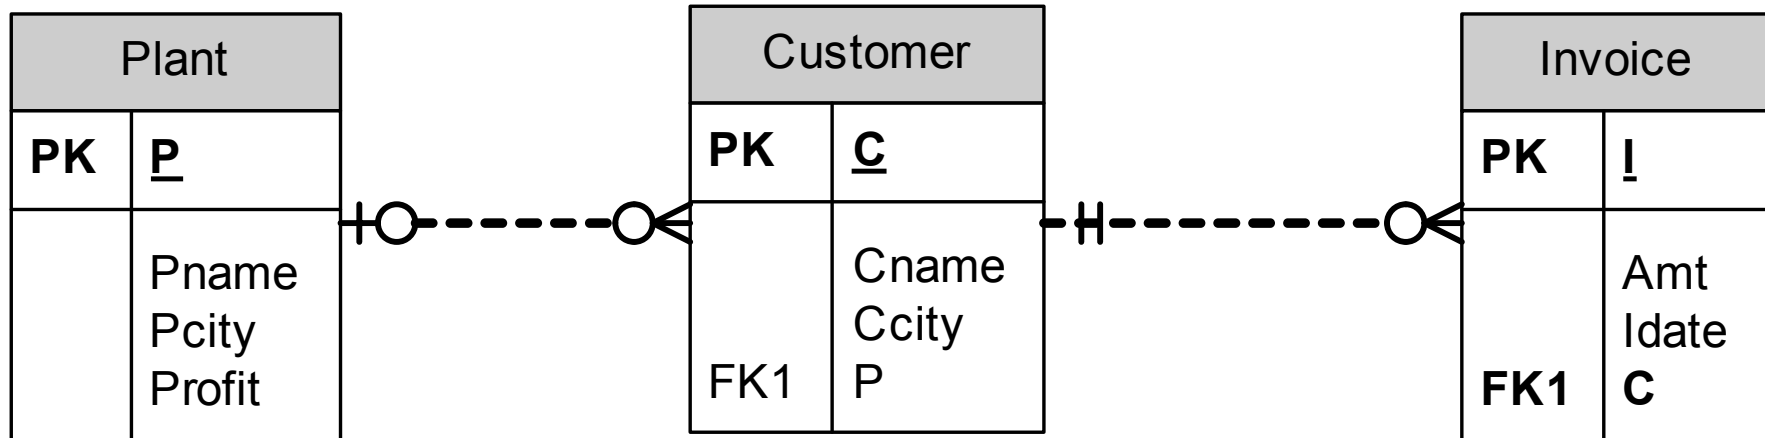 Plant
PK P
Pname
Pcity
Profit
Customer
PK C
Cname
Ccity
FK1 P
Invoice
PK I
Amt
Idate
FK1 C